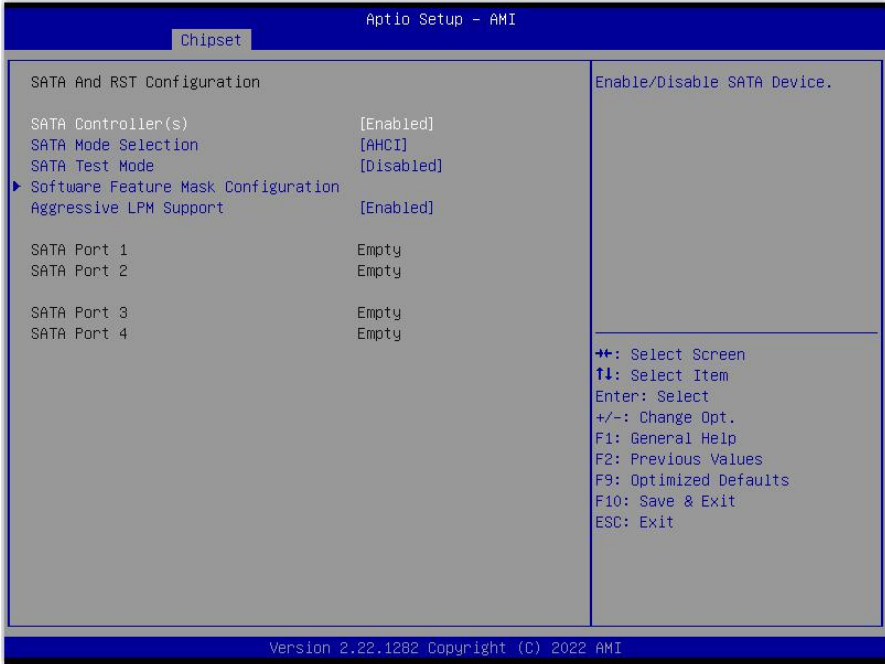 Aptio Setup – AMI
Chipset
SATA And RST Configuration
SATA Controller(s) [Enabled]
SATA Mode Selection [AHCI]
SATA Test Mode [Disabled]
Software Feature Mask Configuration
Aggressive LPM Support [Enabled]
SATA Port 1 Empty
SATA Port 2 Empty
SATA Port 3 Empty
SATA Port 4 Empty
Enable/Disable SATA Device.
→←: Select Screen
↑↓: Select Item
Enter: Select
+/-: Change Opt.
F1: General Help
F2: Previous Values
F9: Optimized Defaults
F10: Save & Exit
ESC: Exit
Version 2.22.1282 Copyright (C) 2022 AMI